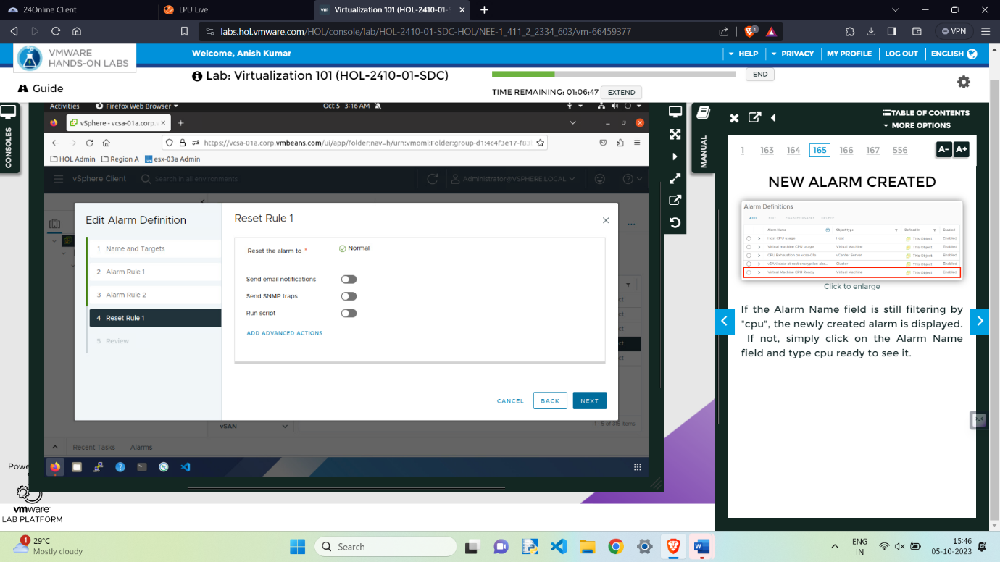 24Online Client
LPU Live
vm Virtualization 101 (HOL-2410-01-S
labs.hol.vmware.com/HOL/console/lab/HOL-2410-01-SDC-HOL/NEE-1_411_2_2334_603/vm-66459377
1
VPN
VMWARE
HANDS-ON LABS
Welcome, Anish Kumar
HELP
PRIVACY
MY PROFILE
LOG OUT
ENGLISH
Lab: Virtualization 101 (HOL-2410-01-SDC)
END
Guide
TIME REMAINING: 01:06:47
EXTEND
CONSOLES
Activities
Firefox Web Browser
Oct 5 3:16 AM
vSphere - vcsa-01a.corp.v
https://vcsa-01a.corp.vmbeans.com/ui/app/folder;nav=h/urn:vmomi:Folder:group-d1:4c4f3e17-f83
HOL Admin
Region A
esx-03a Admin
vSphere Client
Search in all environments
Administrator@VSPHERE.LOCAL
Edit Alarm Definition
1 Name and Targets
2 Alarm Rule 1
3 Alarm Rule 2
4 Reset Rule 1
5 Review
Reset Rule 1
Reset the alarm to *
Normal
Send email notifications
Send SNMP traps
Run script
ADD ADVANCED ACTIONS
CANCEL
BACK
NEXT
ct
ct
ct
ct
ct
vSAN
1 - 5 of 315 items
Recent Tasks
Alarms
MANUAL
TABLE OF CONTENTS
MORE OPTIONS
1 163 164 165 166 167 556
A- A+
NEW ALARM CREATED
Alarm Definitions
ADD EDIT ENABLE/DISABLE DELETE
Alarm Name Object type Defined In Enabled
Host CPU usage Host This Object Enabled
Virtual machine CPU usage Virtual Machine This Object Enabled
CPU Exhaustion on vcsa-01a vCenter Server This Object Enabled
vSAN data-at-rest encryption ala... Cluster This Object Enabled
Virtual Machine CPU Ready Virtual Machine This Object Enabled
Click to enlarge
If the Alarm Name field is still filtering by
"cpu", the newly created alarm is displayed.
If not, simply click on the Alarm Name
field and type cpu ready to see it.
Powe
vmware
LAB PLATFORM
1
29°C
Mostly cloudy
Search
ENG
IN
15:46
05-10-2023